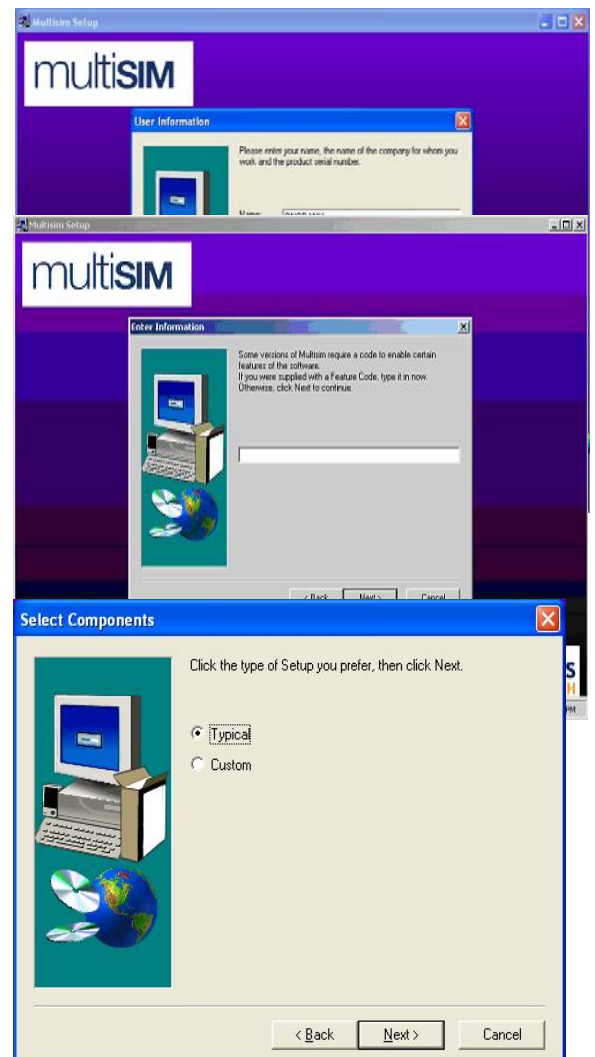 Multisim Setup
multiSIM
User Information
Please enter your name, the name of the company for whom you
work and the product serial number.
Name:
Multisim Setup
multiSIM
Enter Information
Some versions of Multisim require a code to enable certain
features of the software.
If you were supplied with a Feature Code, type it in now.
Otherwise, click Next to continue.
< Back Next > Cancel
Select Components
Click the type of Setup you prefer, then click Next.
Typical
Custom
S
H
PM
< Back Next > Cancel